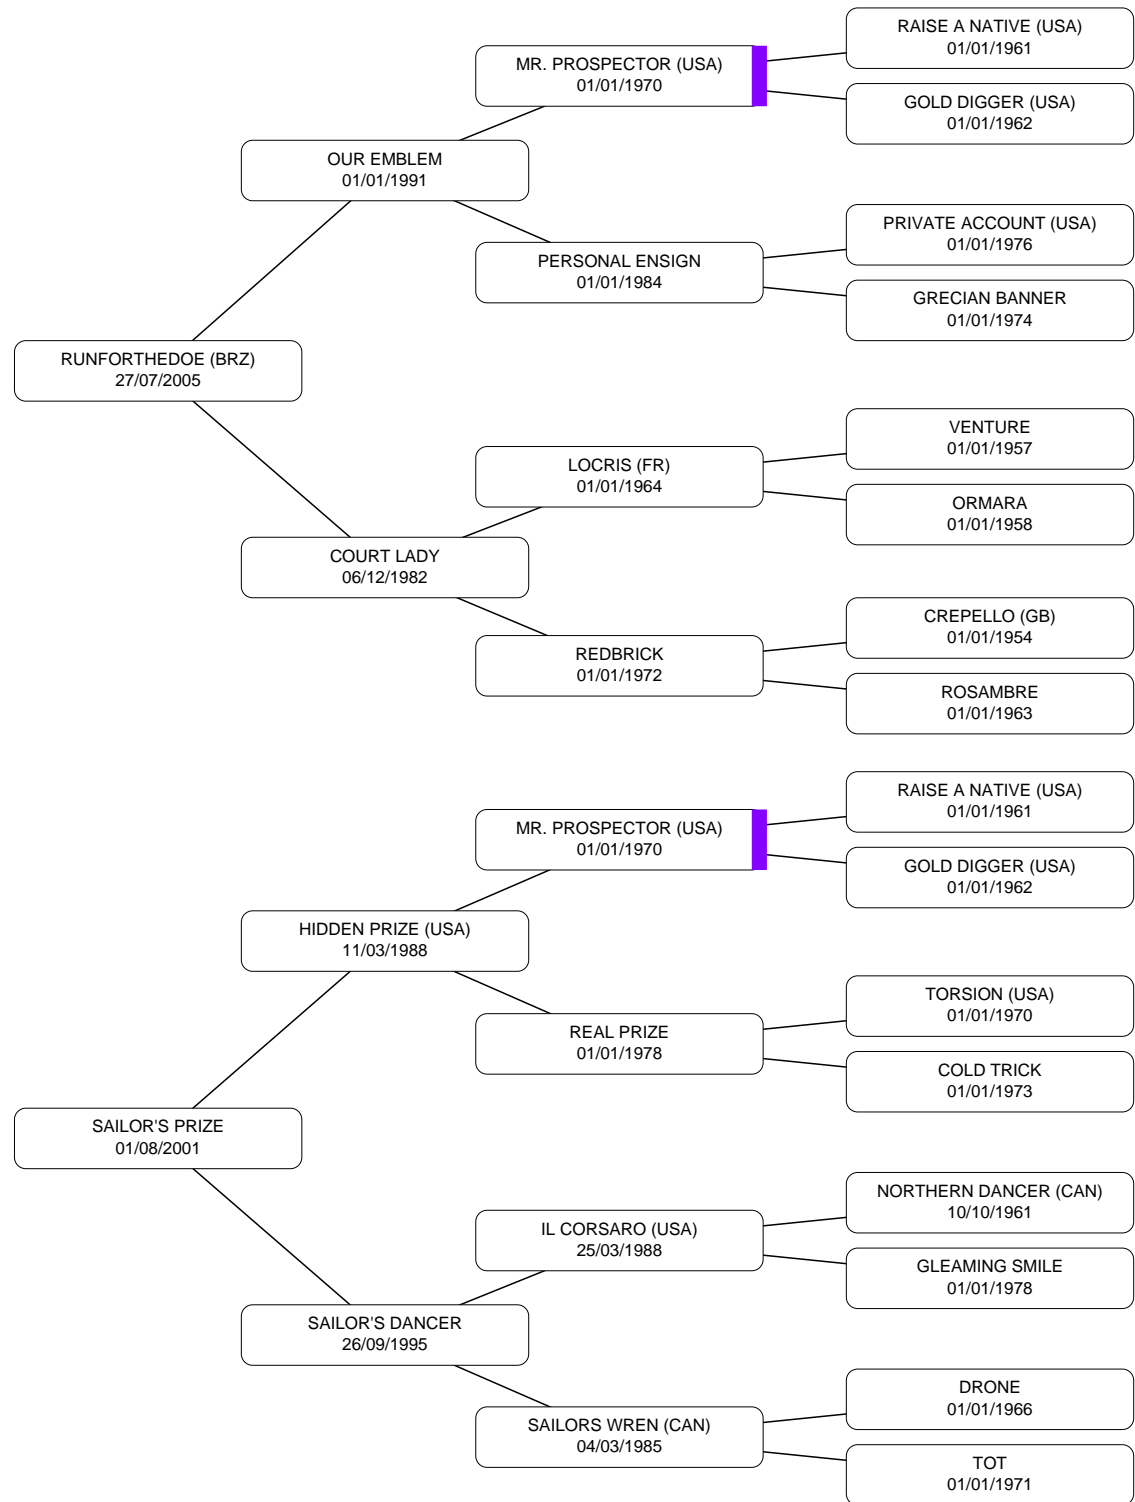 RAISE A NATIVE (USA)
01/01/1961
MR. PROSPECTOR (USA)
01/01/1970
GOLD DIGGER (USA)
01/01/1962
OUR EMBLEM
01/01/1991
PRIVATE ACCOUNT (USA)
01/01/1976
PERSONAL ENSIGN
01/01/1984
GRECIAN BANNER
01/01/1974
RUNFORTHEDOE (BRZ)
27/07/2005
VENTURE
01/01/1957
LOCRIS (FR)
01/01/1964
ORMARA
01/01/1958
COURT LADY
06/12/1982
CREPELLO (GB)
01/01/1954
REDBRICK
01/01/1972
ROSAMBRE
01/01/1963
RAISE A NATIVE (USA)
01/01/1961
MR. PROSPECTOR (USA)
01/01/1970
GOLD DIGGER (USA)
01/01/1962
HIDDEN PRIZE (USA)
11/03/1988
TORSION (USA)
01/01/1970
REAL PRIZE
01/01/1978
COLD TRICK
01/01/1973
SAILOR'S PRIZE
01/08/2001
NORTHERN DANCER (CAN)
10/10/1961
IL CORSARO (USA)
25/03/1988
GLEAMING SMILE
01/01/1978
SAILOR'S DANCER
26/09/1995
DRONE
01/01/1966
SAILORS WREN (CAN)
04/03/1985
TOT
01/01/1971